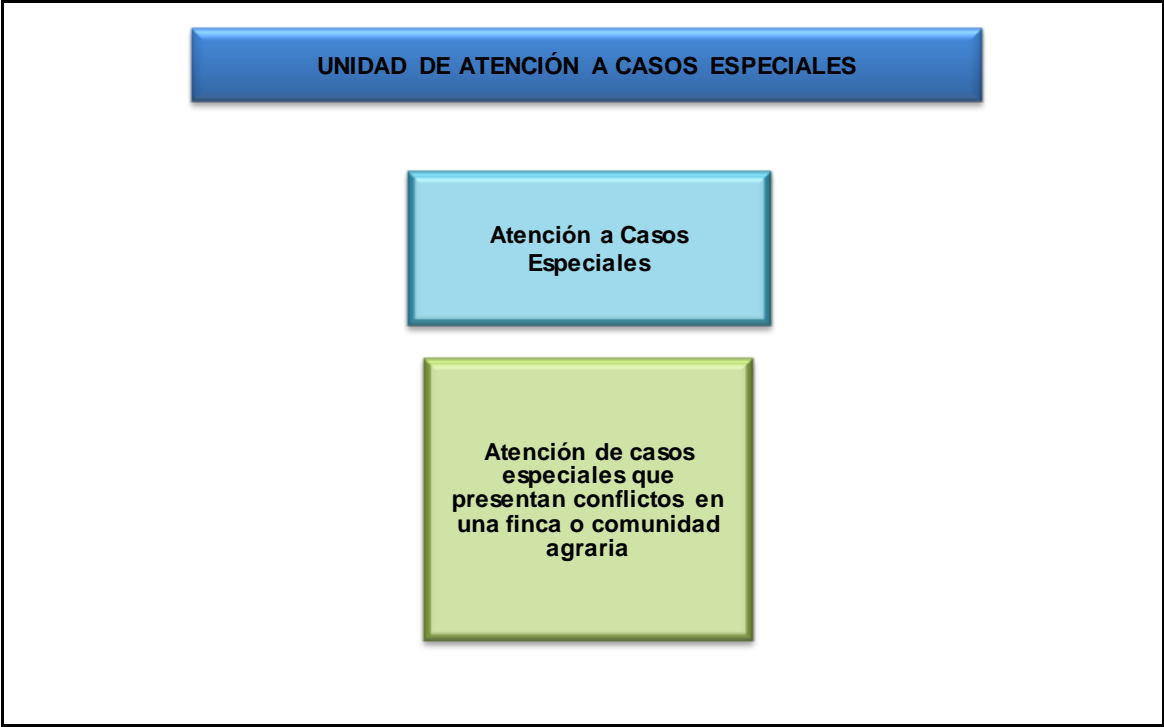 UNIDAD DE ATENCIÓN A CASOS ESPECIALES
Atención a Casos
Especiales
Atención de casos
especiales que
presentan conflictos en
una finca o comunidad
agraria